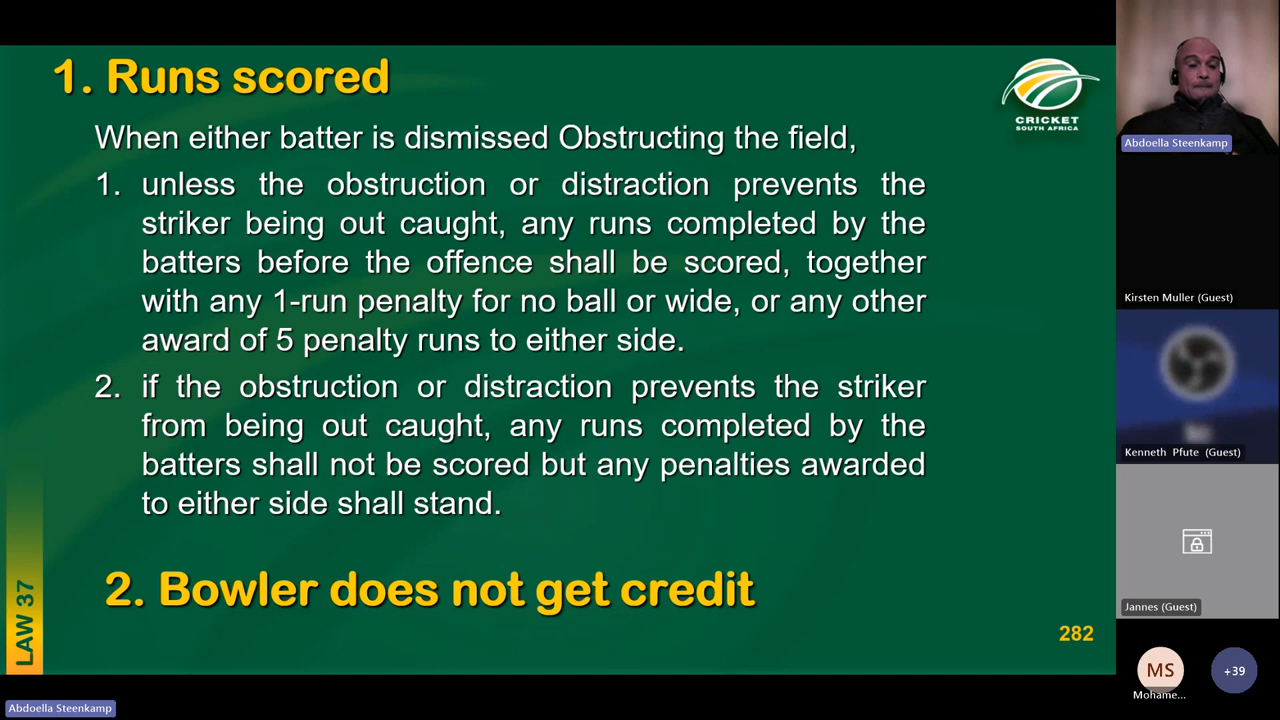 1. Runs scored
CRICKET
SOUTH AFRICA
When either batter is dismissed Obstructing the field,
1. unless the obstruction or distraction prevents the
striker being out caught, any runs completed by the
batters before the offence shall be scored, together
with any 1-run penalty for no ball or wide, or any other
award of 5 penalty runs to either side.
2. if the obstruction or distraction prevents the striker
from being out caught, any runs completed by the
batters shall not be scored but any penalties awarded
to either side shall stand.
2. Bowler does not get credit
LAW 37
282
Abdoella Steenkamp
Abdoella Steenkamp
Kirsten Muller (Guest)
Kenneth Pfute (Guest)
Jannes (Guest)
MS
Mohame...
+39